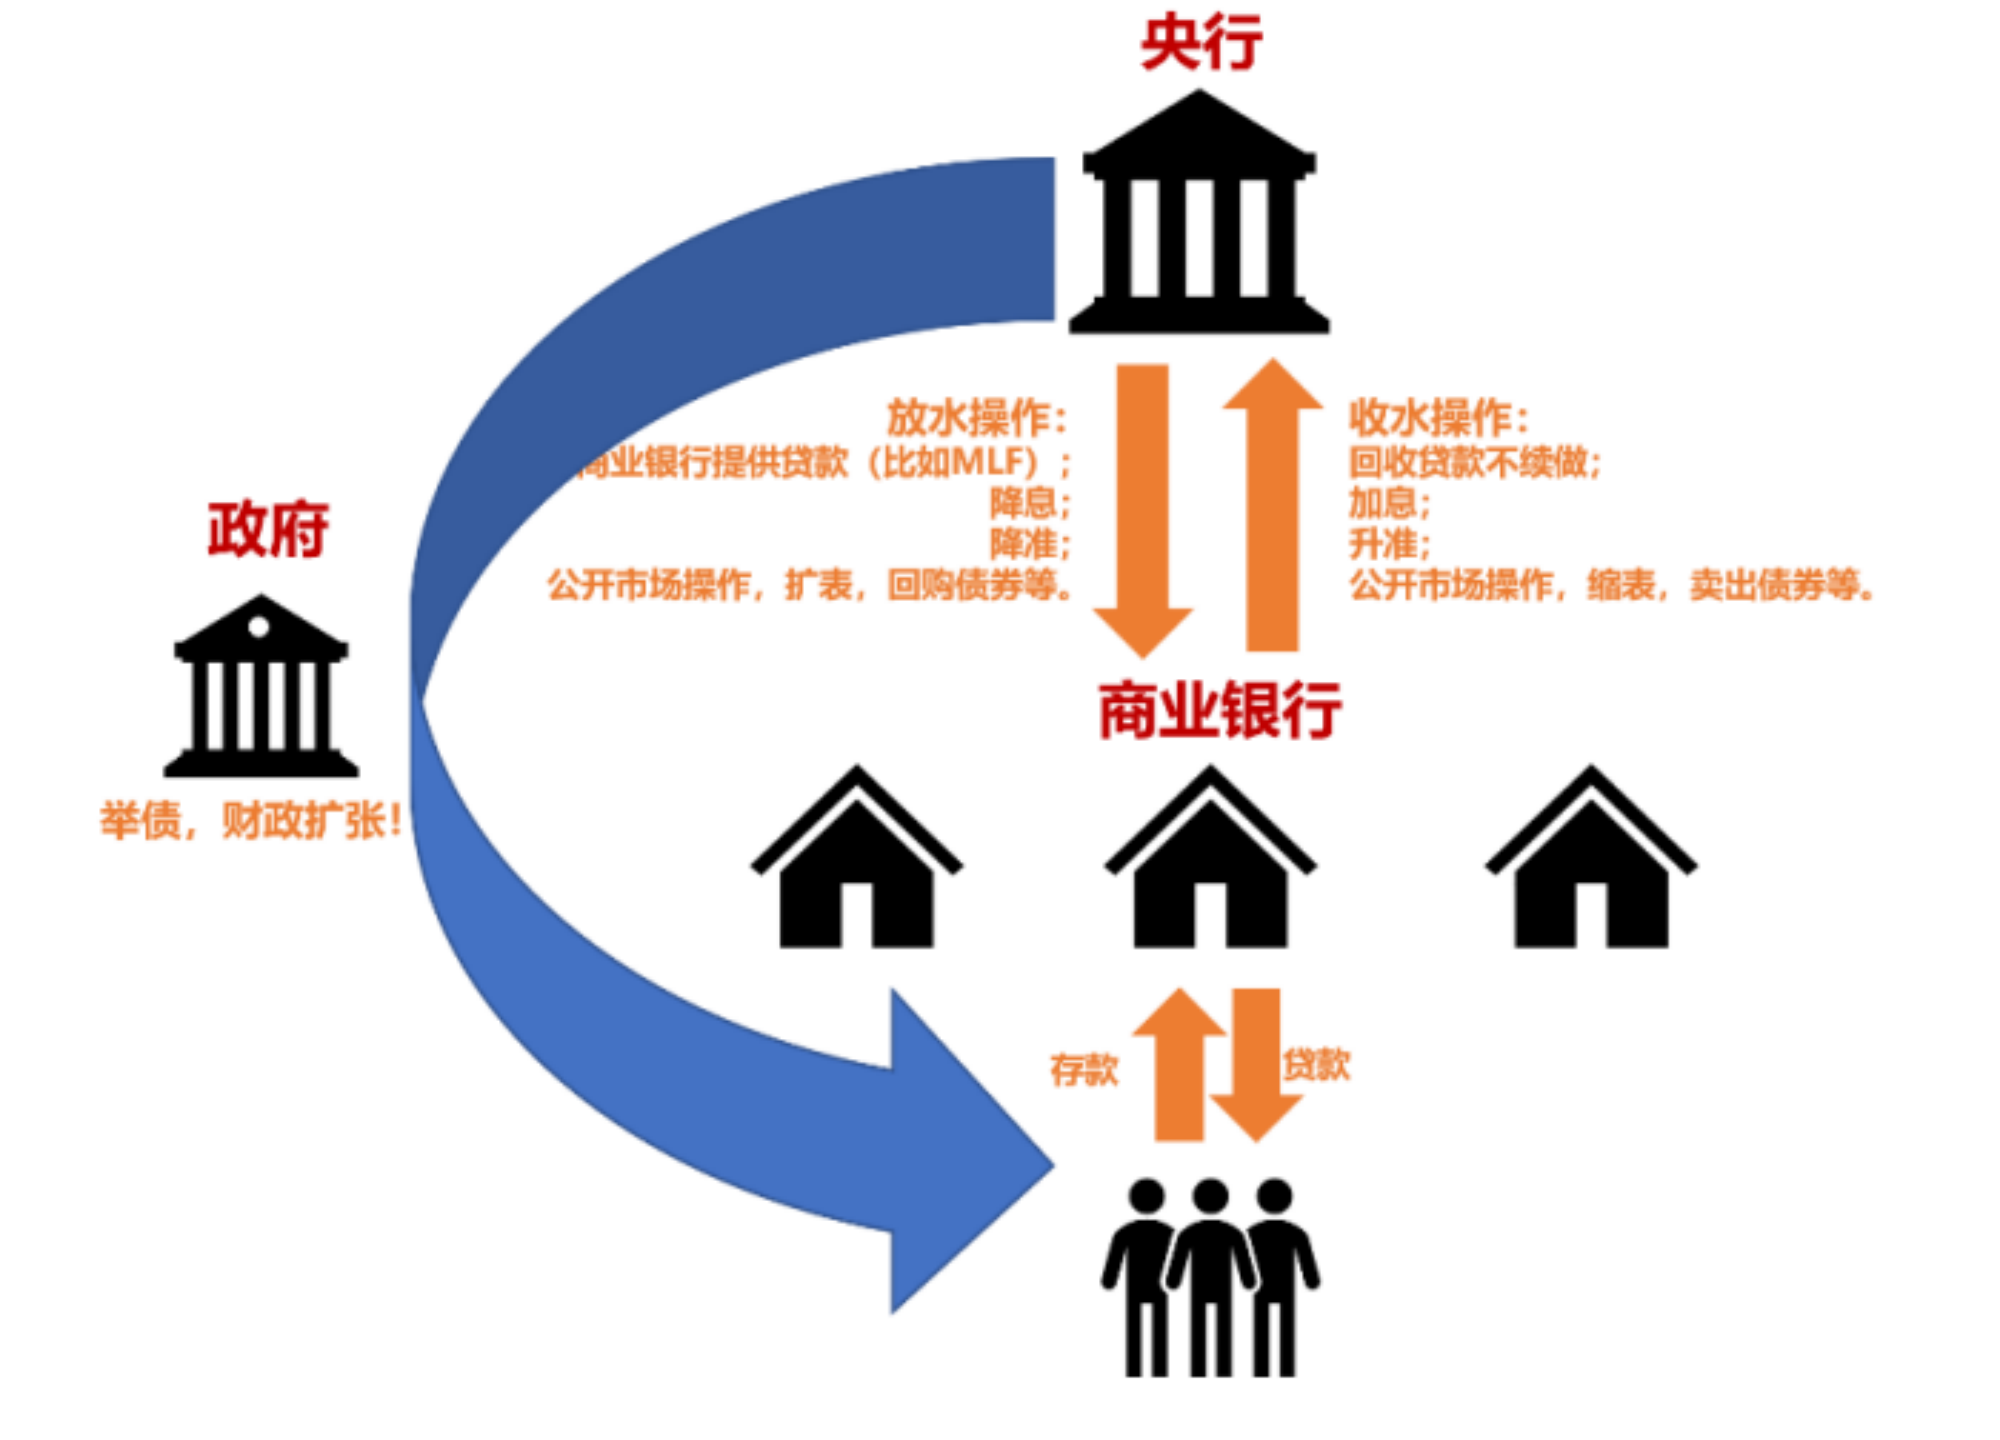 央行
放水操作：
商业银行提供贷款（比如MLF）；
降息；
降准；
公开市场操作，扩表，回购债券等。
收水操作：
回收贷款不续做；
加息；
升准；
公开市场操作，缩表，卖出债券等。
政府
举债，财政扩张！
商业银行
存款
贷款